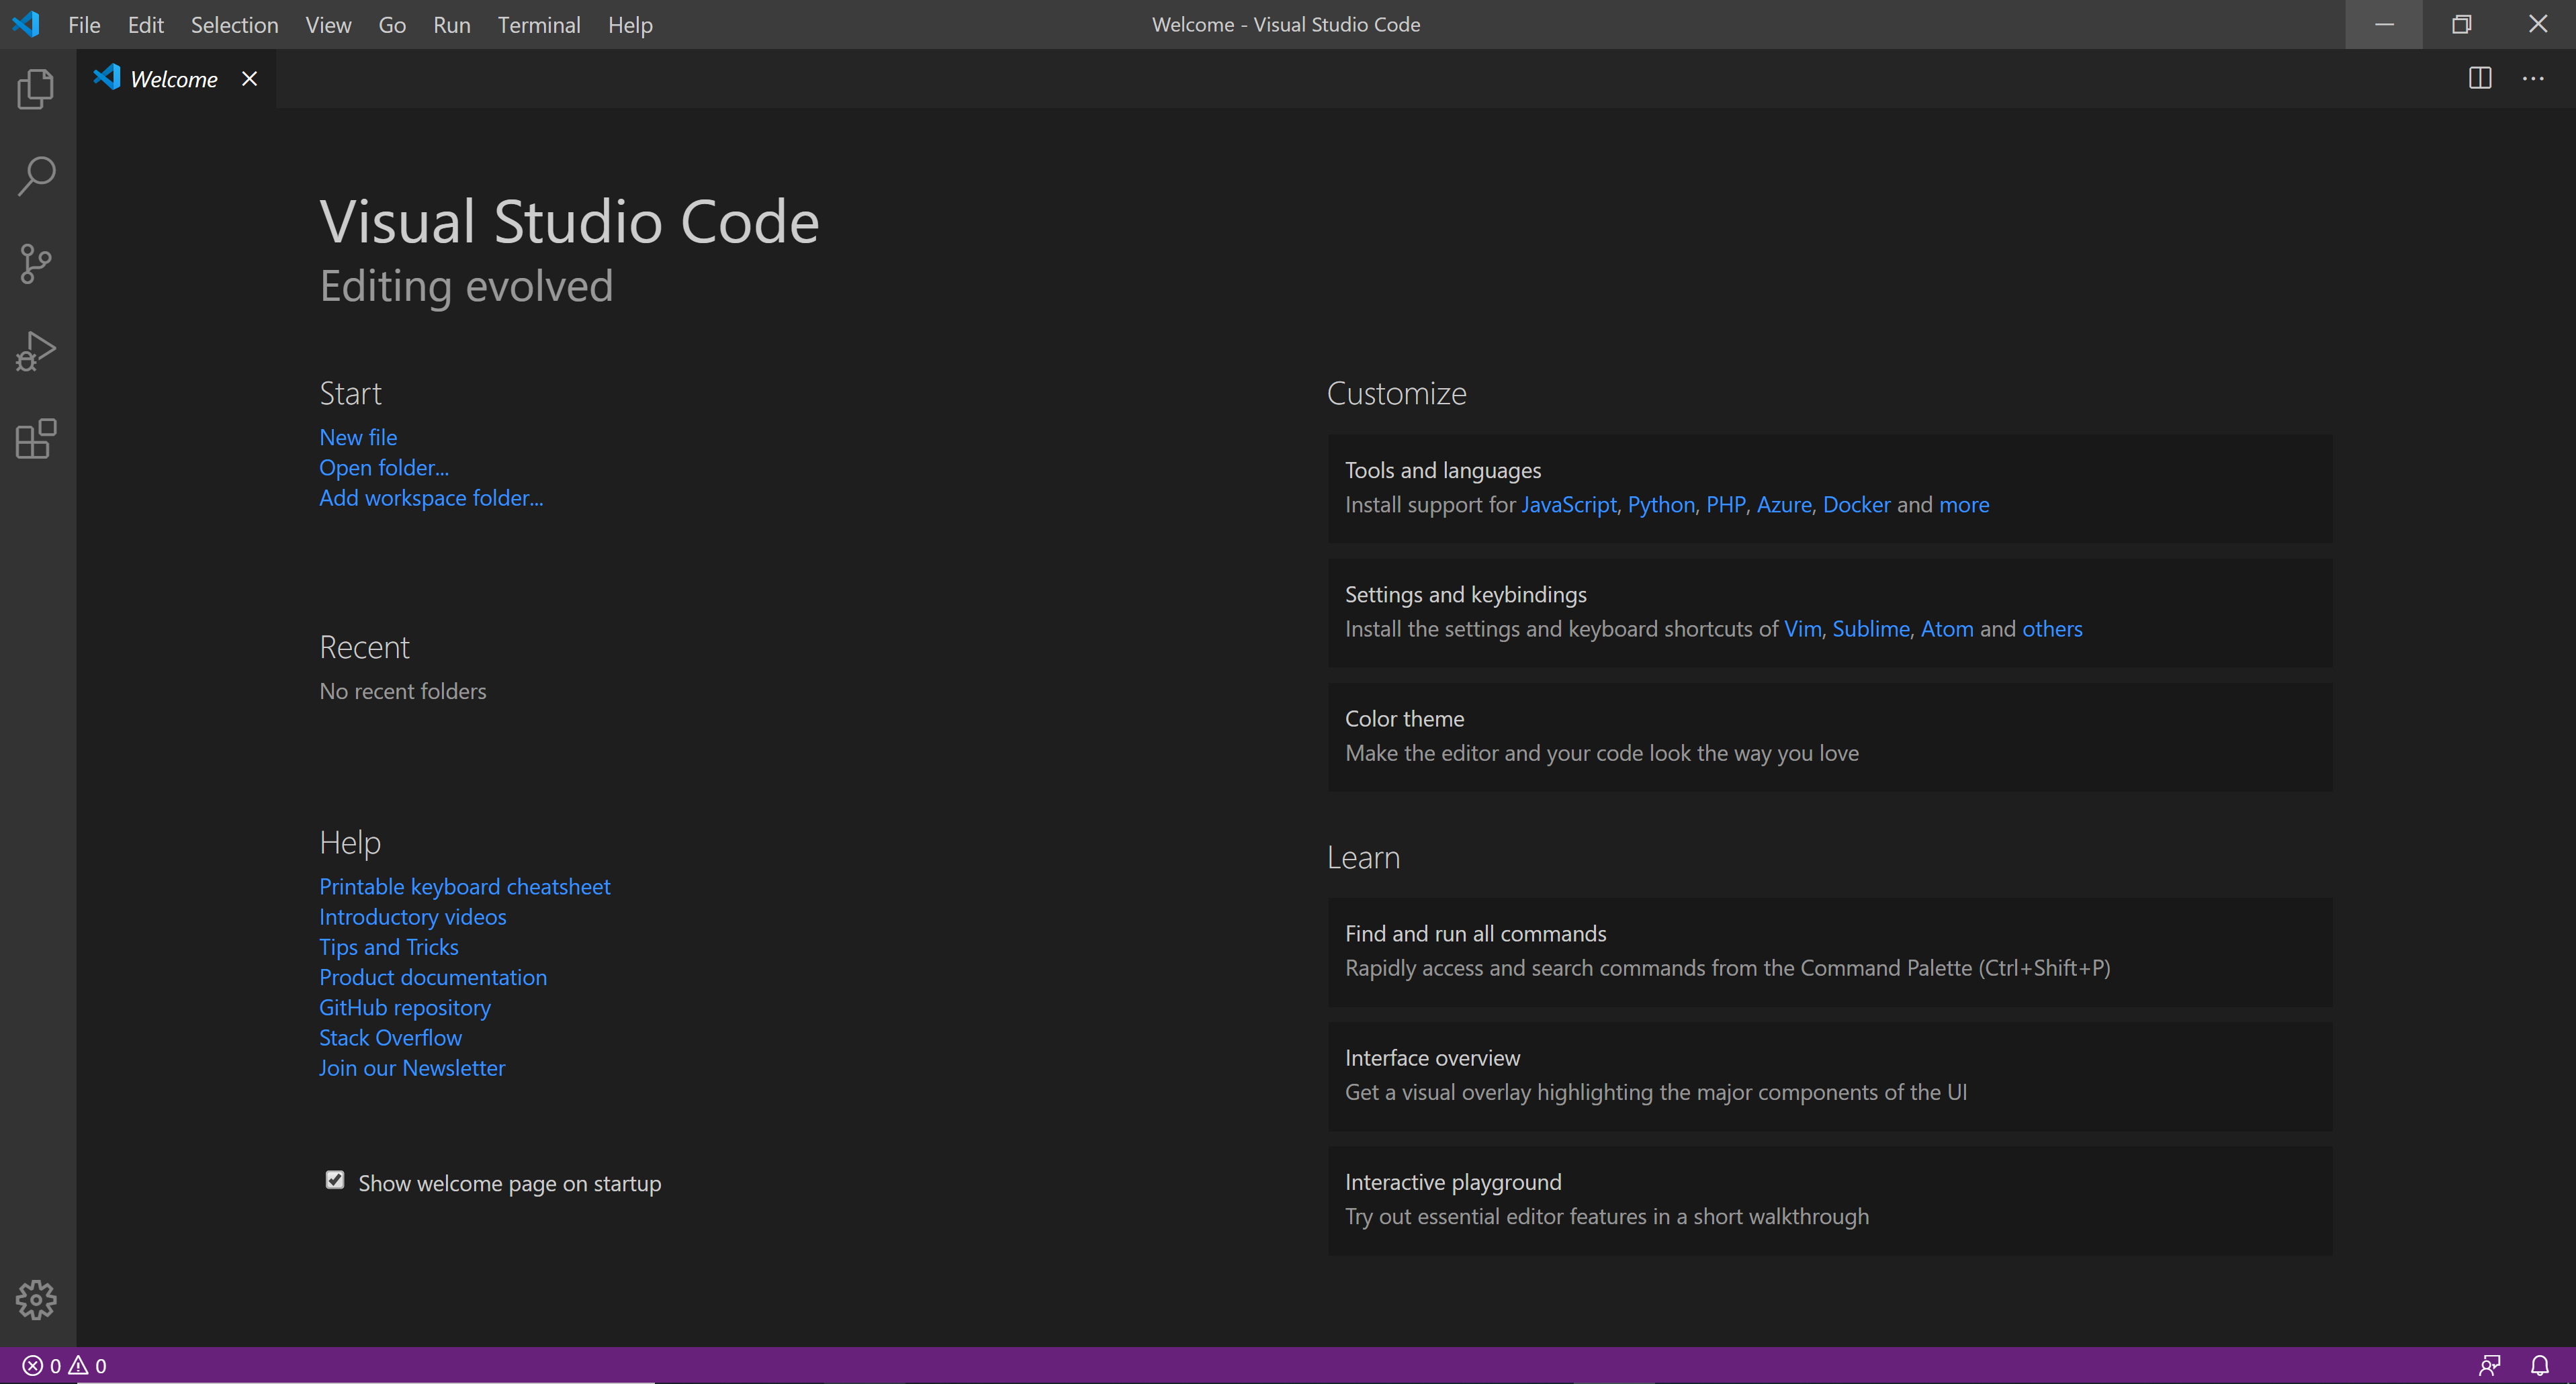 File Edit Selection View Go Run Terminal Help
Welcome - Visual Studio Code
Welcome
Visual Studio Code
Editing evolved
Start
New file
Open folder...
Add workspace folder...
Recent
No recent folders
Help
Printable keyboard cheatsheet
Introductory videos
Tips and Tricks
Product documentation
GitHub repository
Stack Overflow
Join our Newsletter
Show welcome page on startup
Customize
Tools and languages
Install support for JavaScript, Python, PHP, Azure, Docker and more
Settings and keybindings
Install the settings and keyboard shortcuts of Vim, Sublime, Atom and others
Color theme
Make the editor and your code look the way you love
Learn
Find and run all commands
Rapidly access and search commands from the Command Palette (Ctrl+Shift+P)
Interface overview
Get a visual overlay highlighting the major components of the UI
Interactive playground
Try out essential editor features in a short walkthrough
0 0